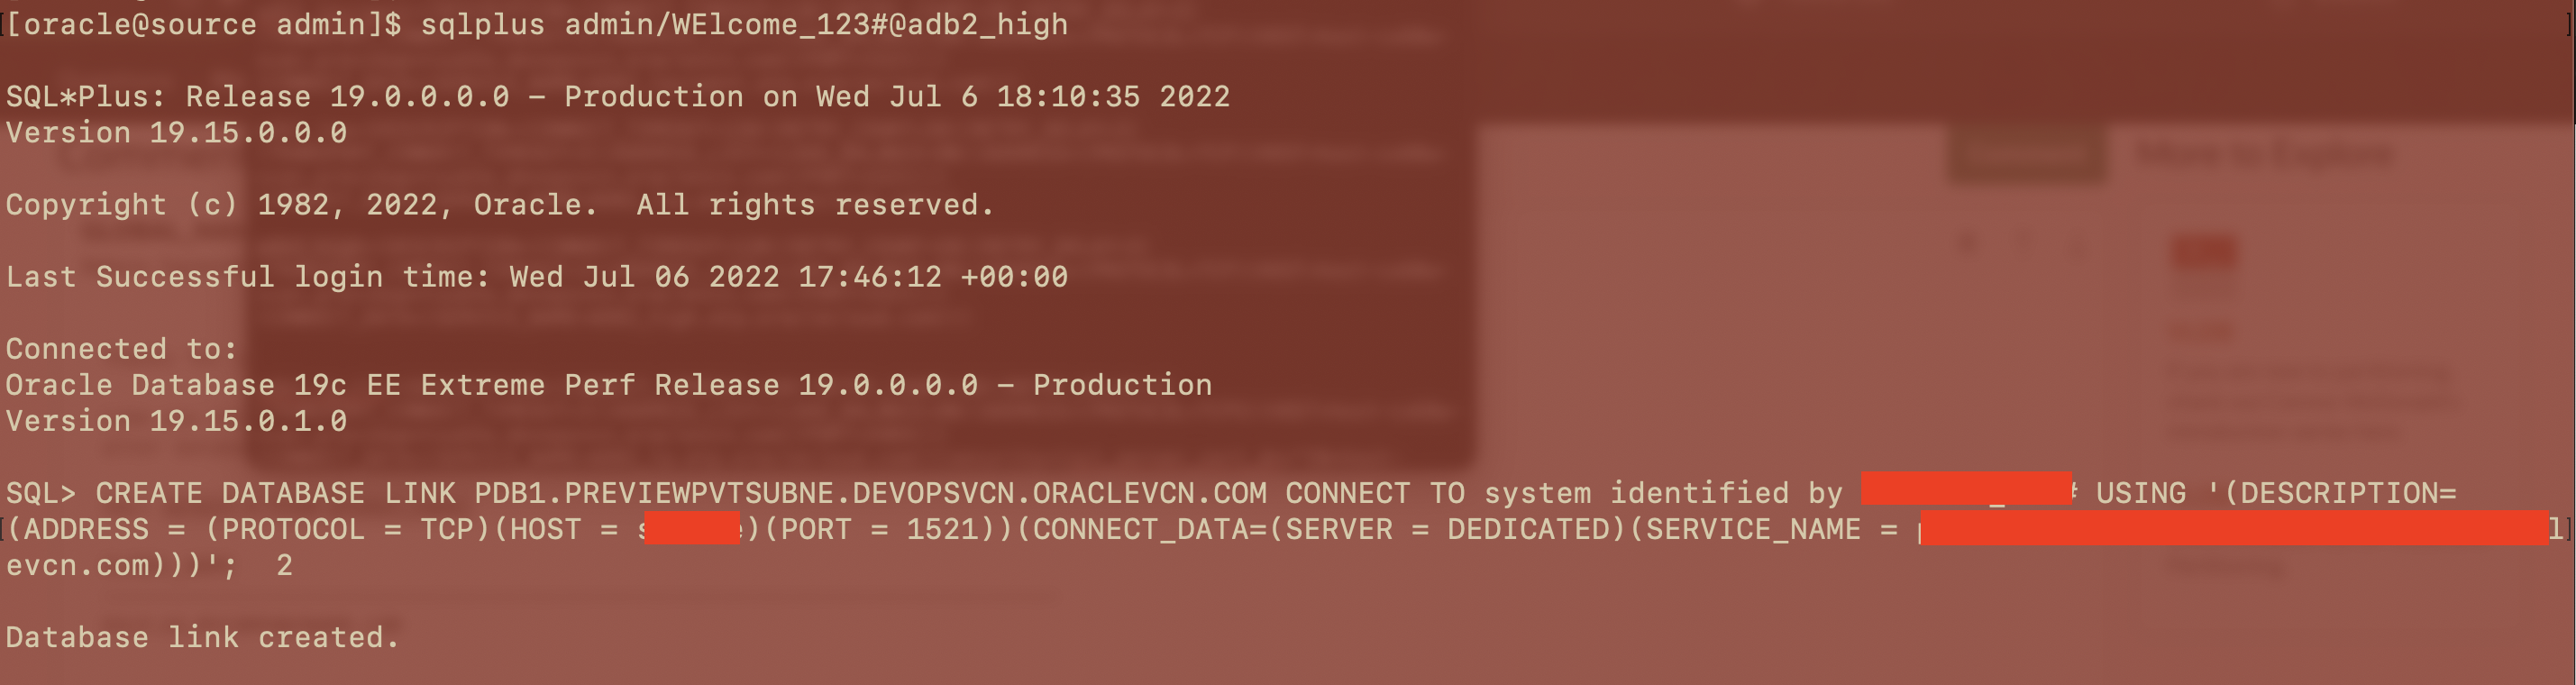 [oracle@source admin]$ sqlplus admin/WElcome_123#@adb2_high
SQL*Plus: Release 19.0.0.0.0 - Production on Wed Jul 6 18:10:35 2022
Version 19.15.0.0.0
Copyright (c) 1982, 2022, Oracle.  All rights reserved.
Last Successful login time: Wed Jul 06 2022 17:46:12 +00:00
Connected to:
Oracle Database 19c EE Extreme Perf Release 19.0.0.0.0 - Production
Version 19.15.0.1.0
SQL> CREATE DATABASE LINK PDB1.PREVIEWPVTSUBNE.DEVOPSVCN.ORACLEVCN.COM CONNECT TO system identified by USING '(DESCRIPTION=
(ADDRESS = (PROTOCOL = TCP)(HOST = )(PORT = 1521))(CONNECT_DATA=(SERVER = DEDICATED)(SERVICE_NAME = l
evcn.com)))';  2
Database link created.
More to Explore